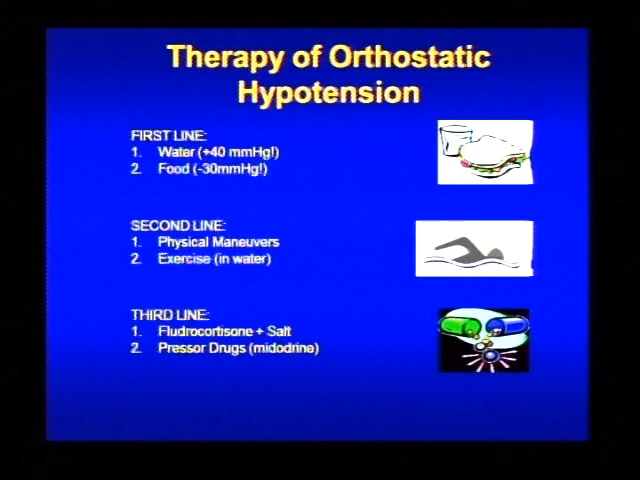 Therapy of Orthostatic
Hypotension
FIRST LINE:
1. Water (+40 mmHg!)
2. Food (-30mmHg!)
SECOND LINE:
1. Physical Maneuvers
2. Exercise (in water)
THIRD LINE:
1. Fludrocortisone + Salt
2. Pressor Drugs (midodrine)